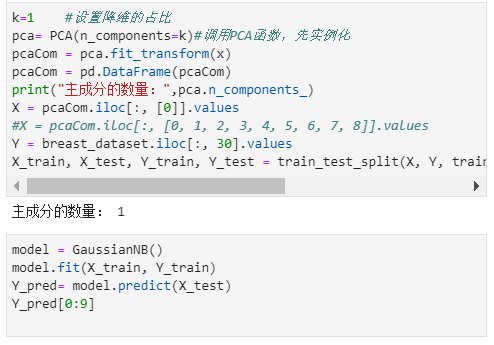 k=1    #设置降维的占比
pca= PCA(n_components=k)#调用PCA函数，先实例化
pcaCom = pca.fit_transform(x)
pcaCom = pd.DataFrame(pcaCom)
print("主成分的数量：",pca.n_components_)
X = pcaCom.iloc[:, [0]].values
#X = pcaCom.iloc[:, [0, 1, 2, 3, 4, 5, 6, 7, 8]].values
Y = breast_dataset.iloc[:, 30].values
X_train, X_test, Y_train, Y_test = train_test_split(X, Y, train
主成分的数量： 1
model = GaussianNB()
model.fit(X_train, Y_train)
Y_pred= model.predict(X_test)
Y_pred[0:9]